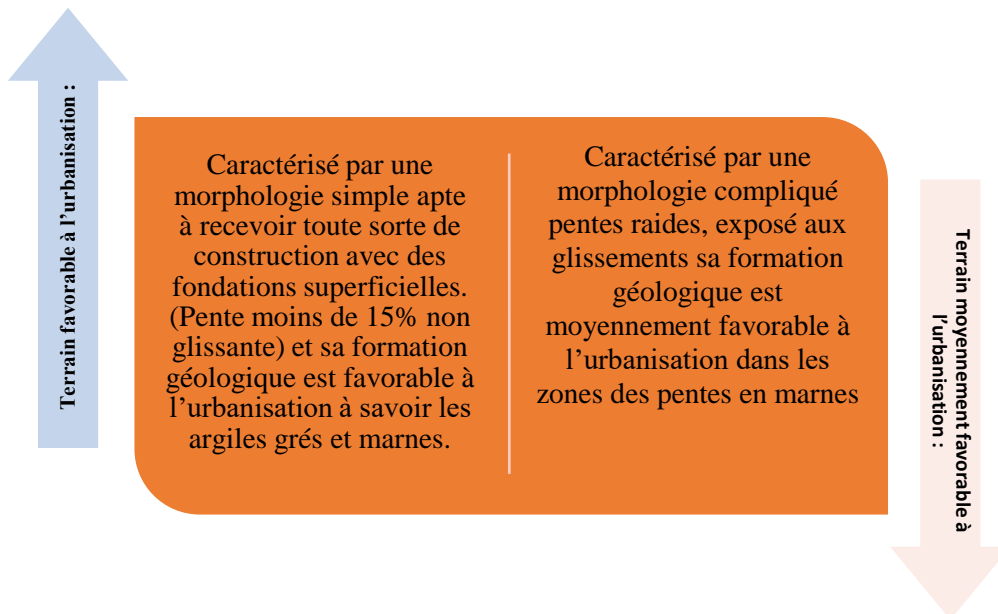 Terrain favorable à l’urbanisation :
Caractérisé par une
morphologie simple apte
à recevoir toute sorte de
construction avec des
fondations superficielles.
(Pente moins de 15% non
glissante) et sa formation
géologique est favorable à
l’urbanisation à savoir les
argiles grés et marnes.
Caractérisé par une
morphologie compliqué
pentes raides, exposé aux
glissements sa formation
géologique est
moyennement favorable à
l’urbanisation dans les
zones des pentes en marnes
Terrain moyennement favorable à
l’urbanisation :